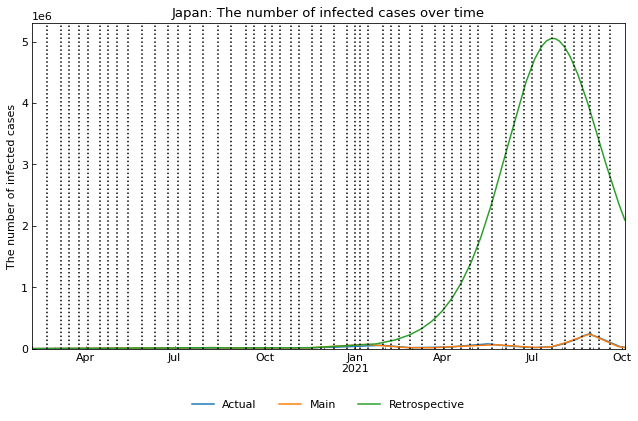 Japan: The number of infected cases over time
1e6
5
4
3
2
1
0
The number of infected cases
Apr Jul Oct Jan Apr Jul Oct
2021
Actual Main Retrospective